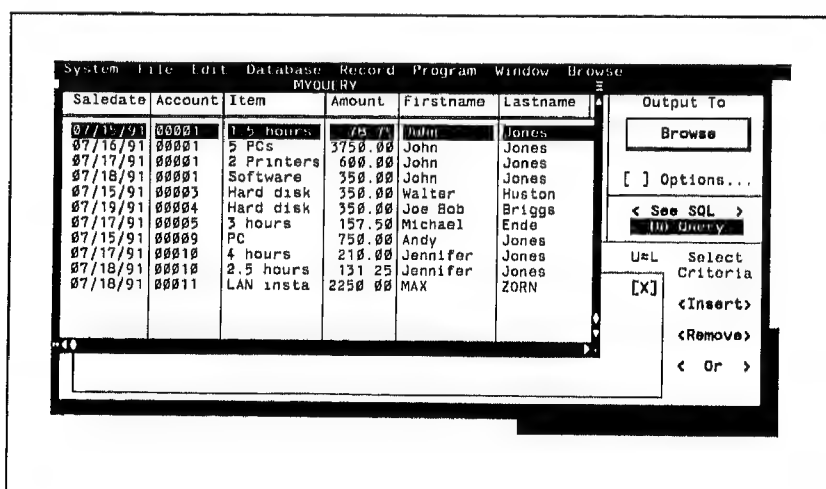 System File Edit Database Record Program Window Browse
MYQUERY
Saledate Account Item Amount Firstname Lastname
07/15/91 00001 1.5 hours John Jones
07/16/91 00001 5 PCs 3750.00 John Jones
07/17/91 00001 2 Printers 600.00 John Jones
07/18/91 00001 Software 350.00 John Jones
07/15/91 00003 Hard disk 350.00 Walter Huston
07/19/91 00004 Hard disk 350.00 Joe Bob Briggs
07/17/91 00005 3 hours 157.50 Michael Ende
07/15/91 00009 PC 750.00 Andy Jones
07/17/91 00010 4 hours 210.00 Jennifer Jones
07/18/91 00010 2.5 hours 131 25 Jennifer Jones
07/18/91 00011 LAN insta 2250 00 MAX ZORN
Output To
Browse
[ ] Options...
< See SQL >
Query
U≈L Select
Criteria
[X]
<Insert>
<Remove>
< Or >